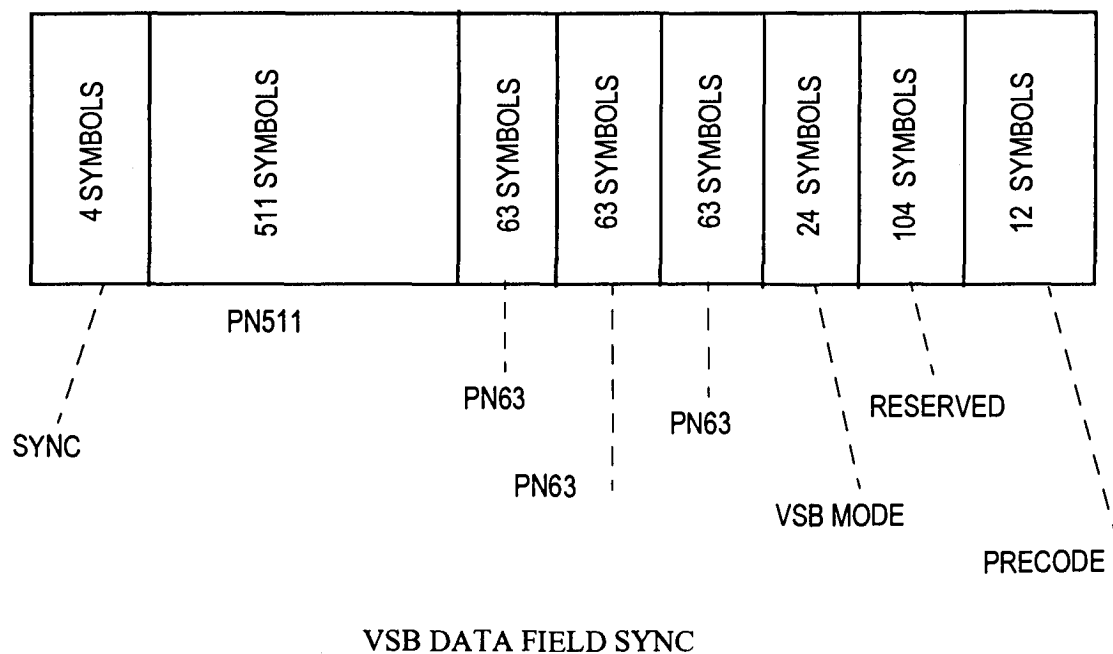 4 SYMBOLS
511 SYMBOLS
63 SYMBOLS
63 SYMBOLS
63 SYMBOLS
24 SYMBOLS
104 SYMBOLS
12 SYMBOLS
PN511
PN63
PN63
PN63
RESERVED
SYNC
VSB MODE
PRECODE
VSB DATA FIELD SYNC